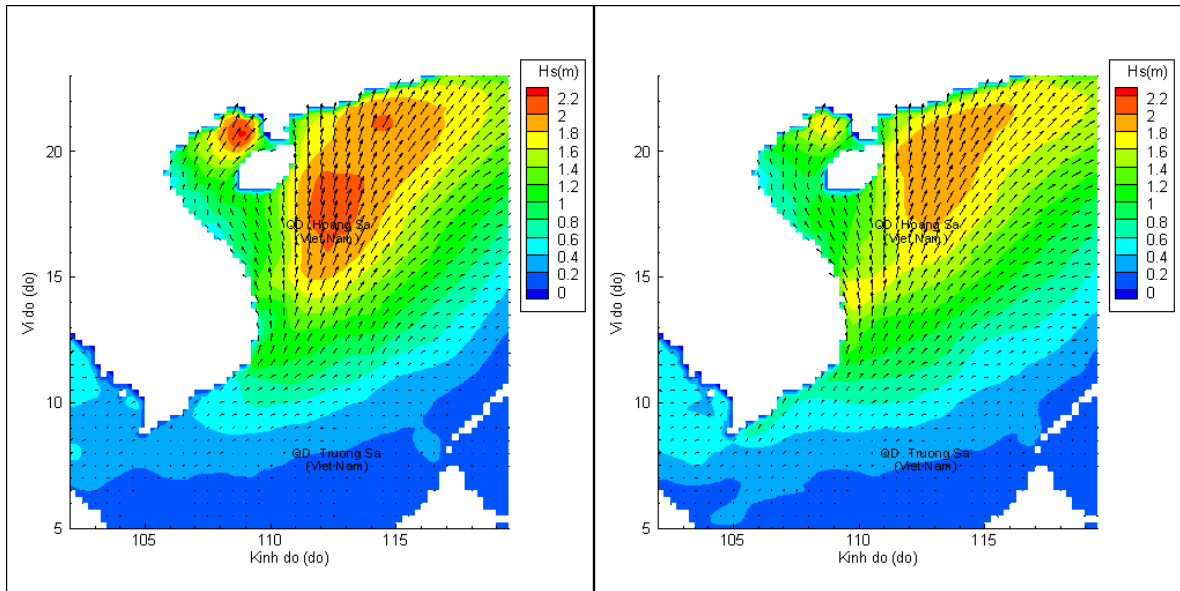 Hs(m)
2.2
2
1.8
1.6
1.4
1.2
1
0.8
0.6
0.4
0.2
0
20
15
10
5
Vi do (do)
QD . Hoang Sa
(Viet Nam)
QD . Truong Sa
(Viet Nam)
105
110
115
Kinh do (do)
Hs(m)
2.2
2
1.8
1.6
1.4
1.2
1
0.8
0.6
0.4
0.2
0
20
15
10
5
Vi do (do)
QD . Hoang Sa
(Viet Nam)
QD . Truong Sa
(Viet Nam)
105
110
115
Kinh do (do)